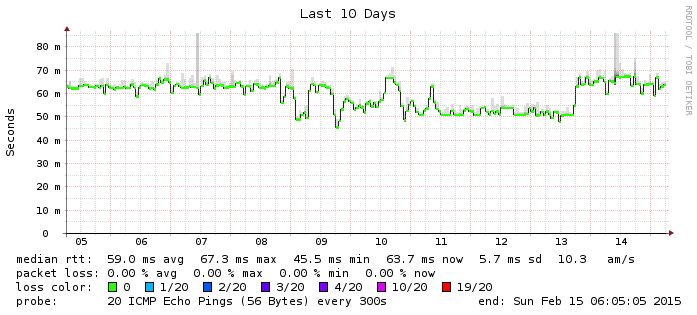 Last 10 Days
RRDTOOL / TOBI OETIKER
Seconds
80 m
70 m
60 m
50 m
40 m
30 m
20 m
10 m
0
05 06 07 08 09 10 11 12 13 14
median rtt: 59.0 ms avg 67.3 ms max 45.5 ms min 63.7 ms now 5.7 ms sd 10.3 am/s
packet loss: 0.00 % avg 0.00 % max 0.00 % min 0.00 % now
loss color: 0 1/20 2/20 3/20 4/20 10/20 19/20
probe: 20 ICMP Echo Pings (56 Bytes) every 300s end: Sun Feb 15 06:05:05 2015